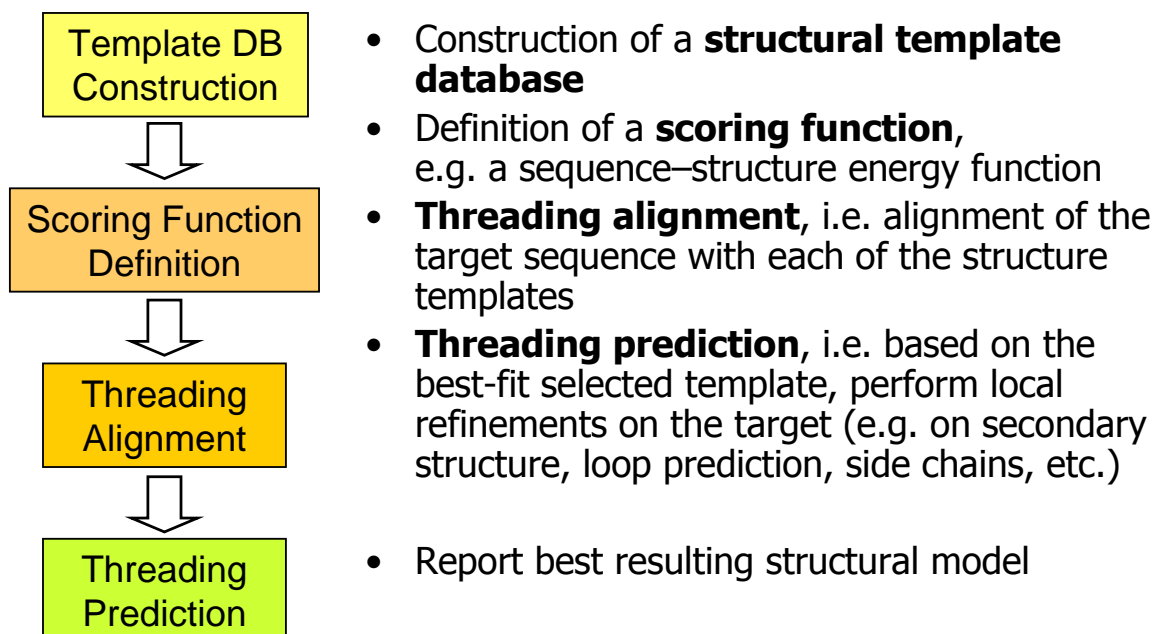 Template DB
Construction
Scoring Function
Definition
Threading
Alignment
Threading
Prediction
• Construction of a structural template
database
• Definition of a scoring function,
e.g. a sequence–structure energy function
• Threading alignment, i.e. alignment of the
target sequence with each of the structure
templates
• Threading prediction, i.e. based on the
best-fit selected template, perform local
refinements on the target (e.g. on secondary
structure, loop prediction, side chains, etc.)
• Report best resulting structural model